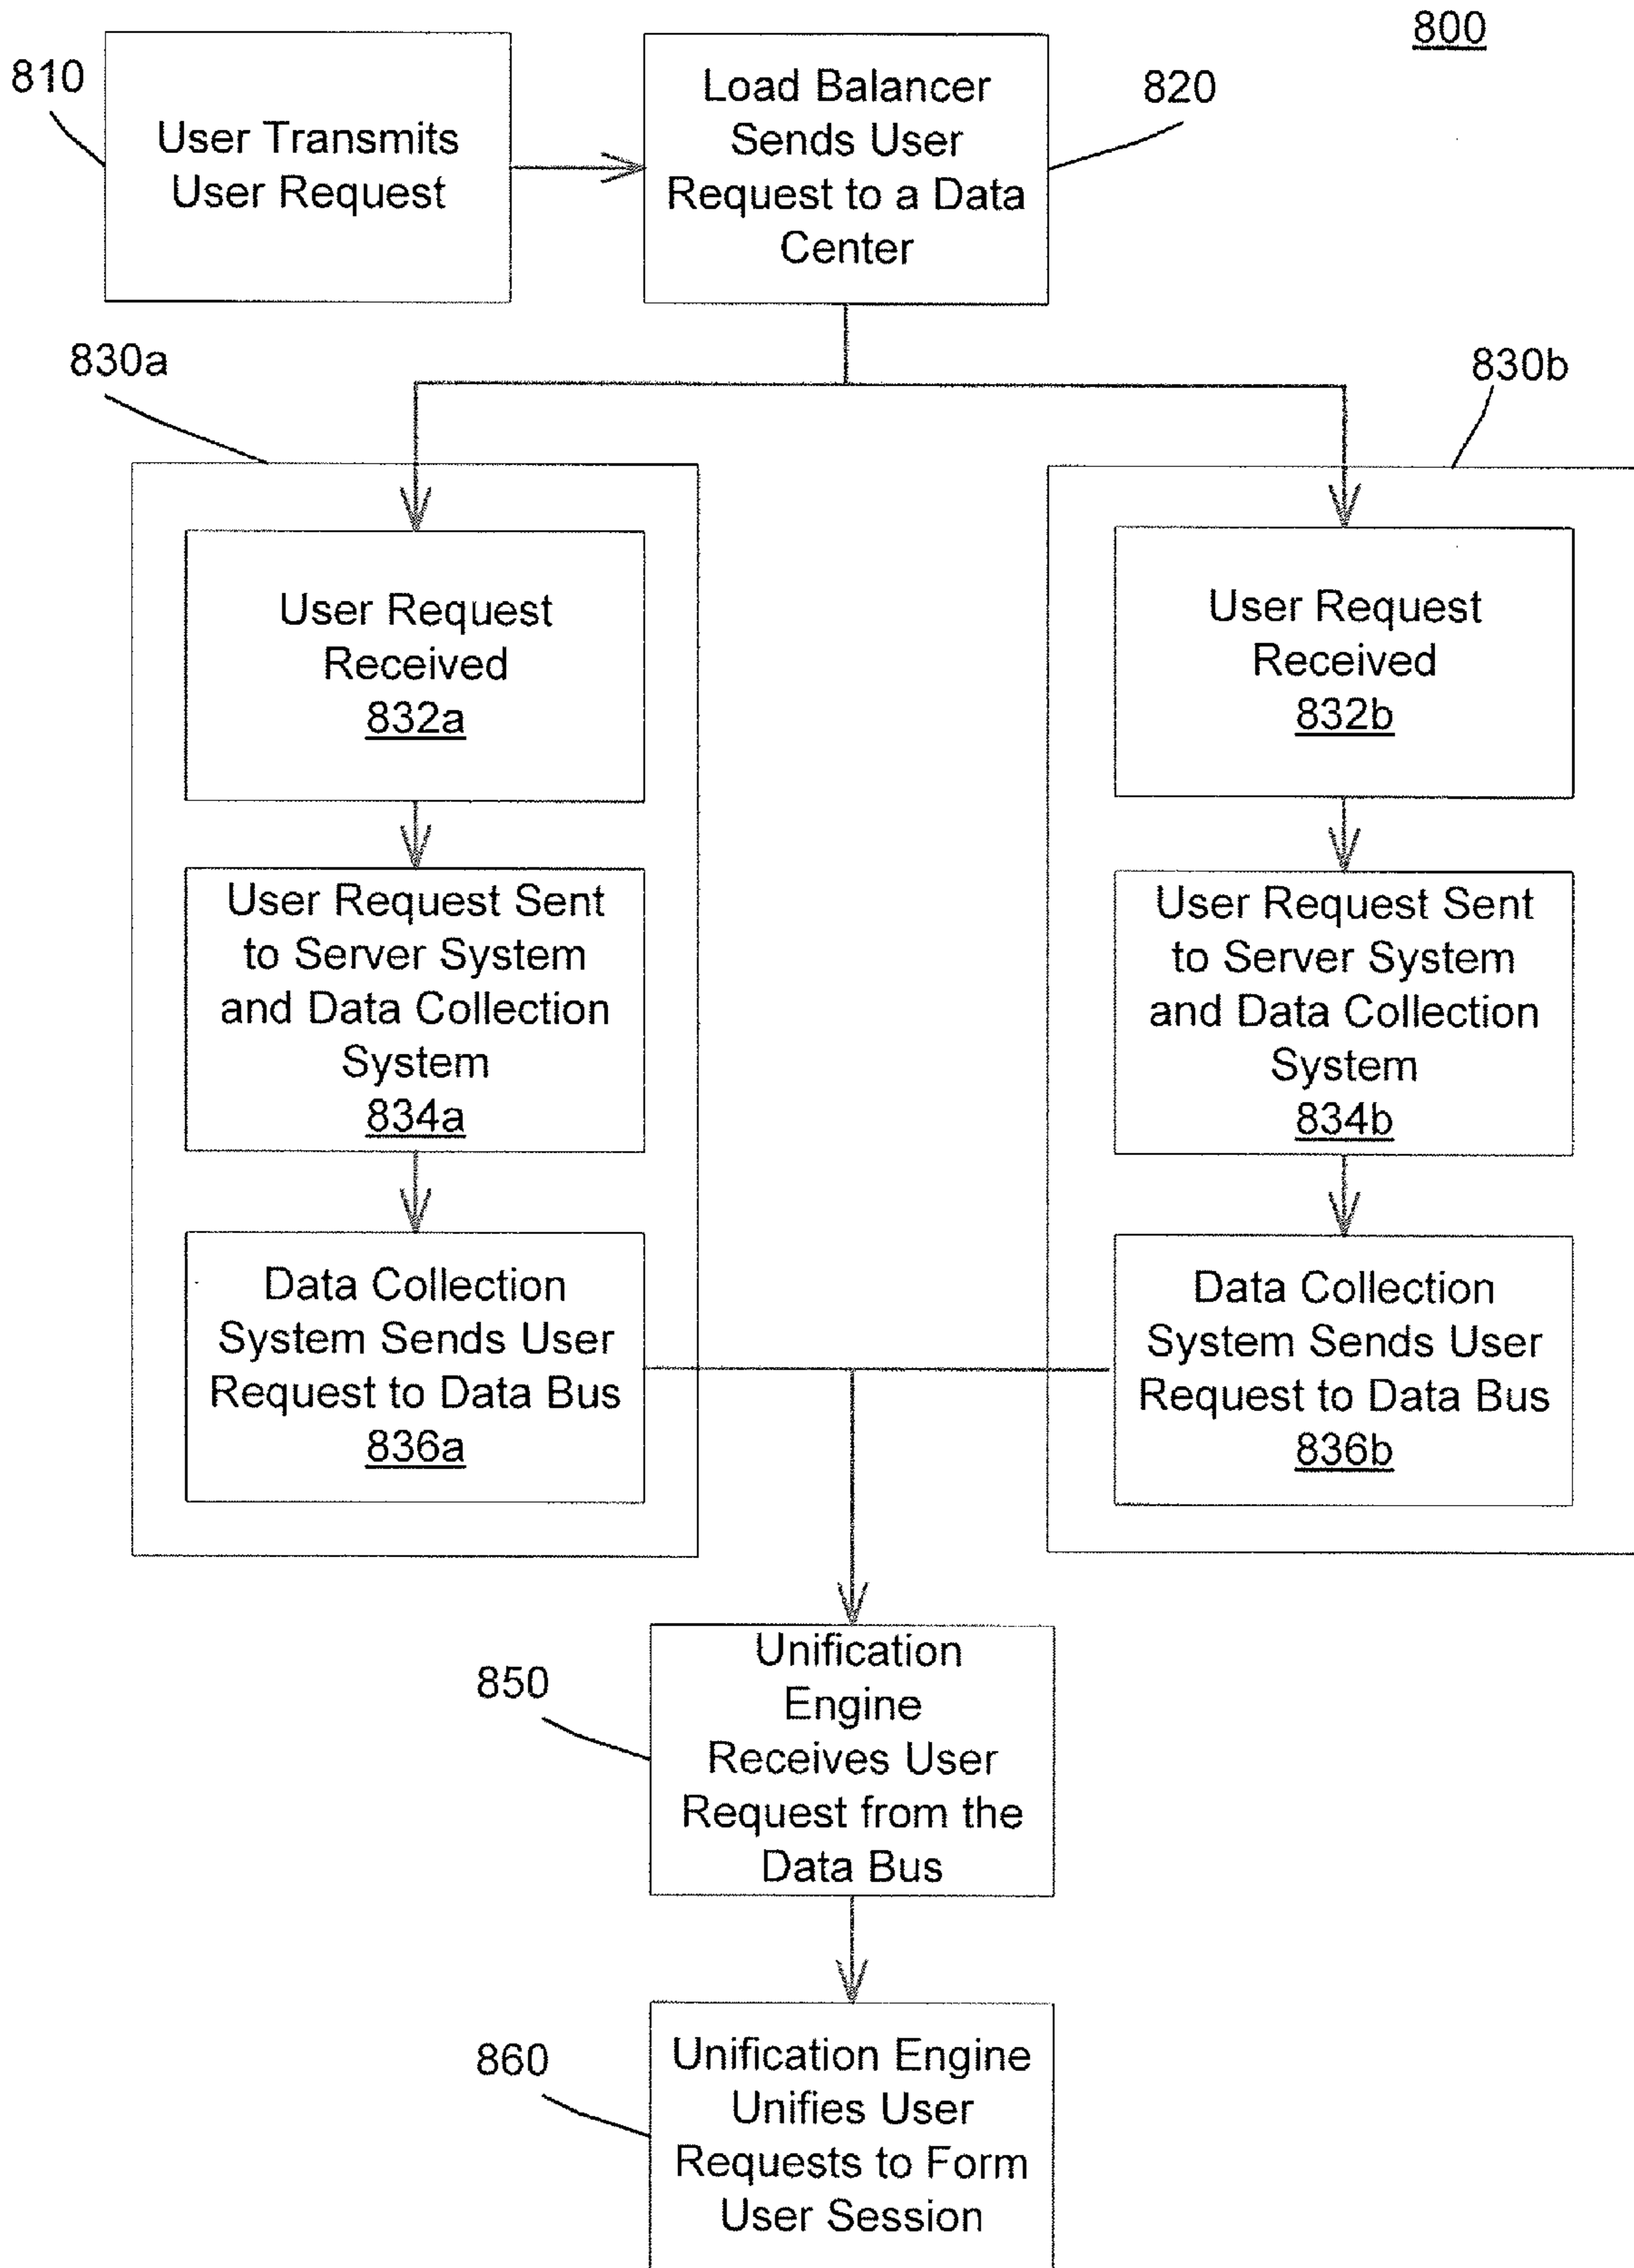 800
810
User Transmits
User Request
Load Balancer
Sends User
Request to a Data
Center
820
830a
830b
User Request
Received
832a
User Request Sent
to Server System
and Data Collection
System
834a
Data Collection
System Sends User
Request to Data Bus
836a
User Request
Received
832b
User Request Sent
to Server System
and Data Collection
System
834b
Data Collection
System Sends User
Request to Data Bus
836b
850
Unification
Engine
Receives User
Request from the
Data Bus
860
Unification Engine
Unifies User
Requests to Form
User Session